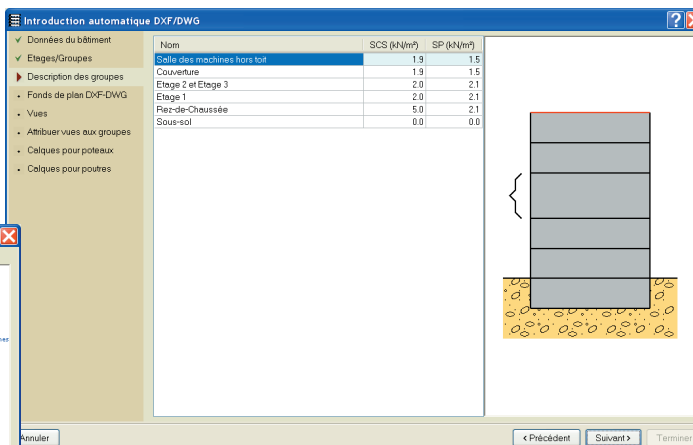 Introduction automatique DXF/DWG
Données du bâtiment
Etages/Groupes
Description des groupes
Fonds de plan DXF-DWG
Vues
Attribuer vues aux groupes
Calques pour poteaux
Calques pour poutres
Nom SCS (kN/m²) SP (kN/m²)
Salle des machines hors toit 1.9 1.5
Couverture 1.9 1.5
Etage 2 et Etage 3 2.0 2.1
Etage 1 2.0 2.1
Rez-de-Chaussée 5.0 2.1
Sous-sol 0.0 0.0
Annuler
< Précédent
Suivant >
Terminer